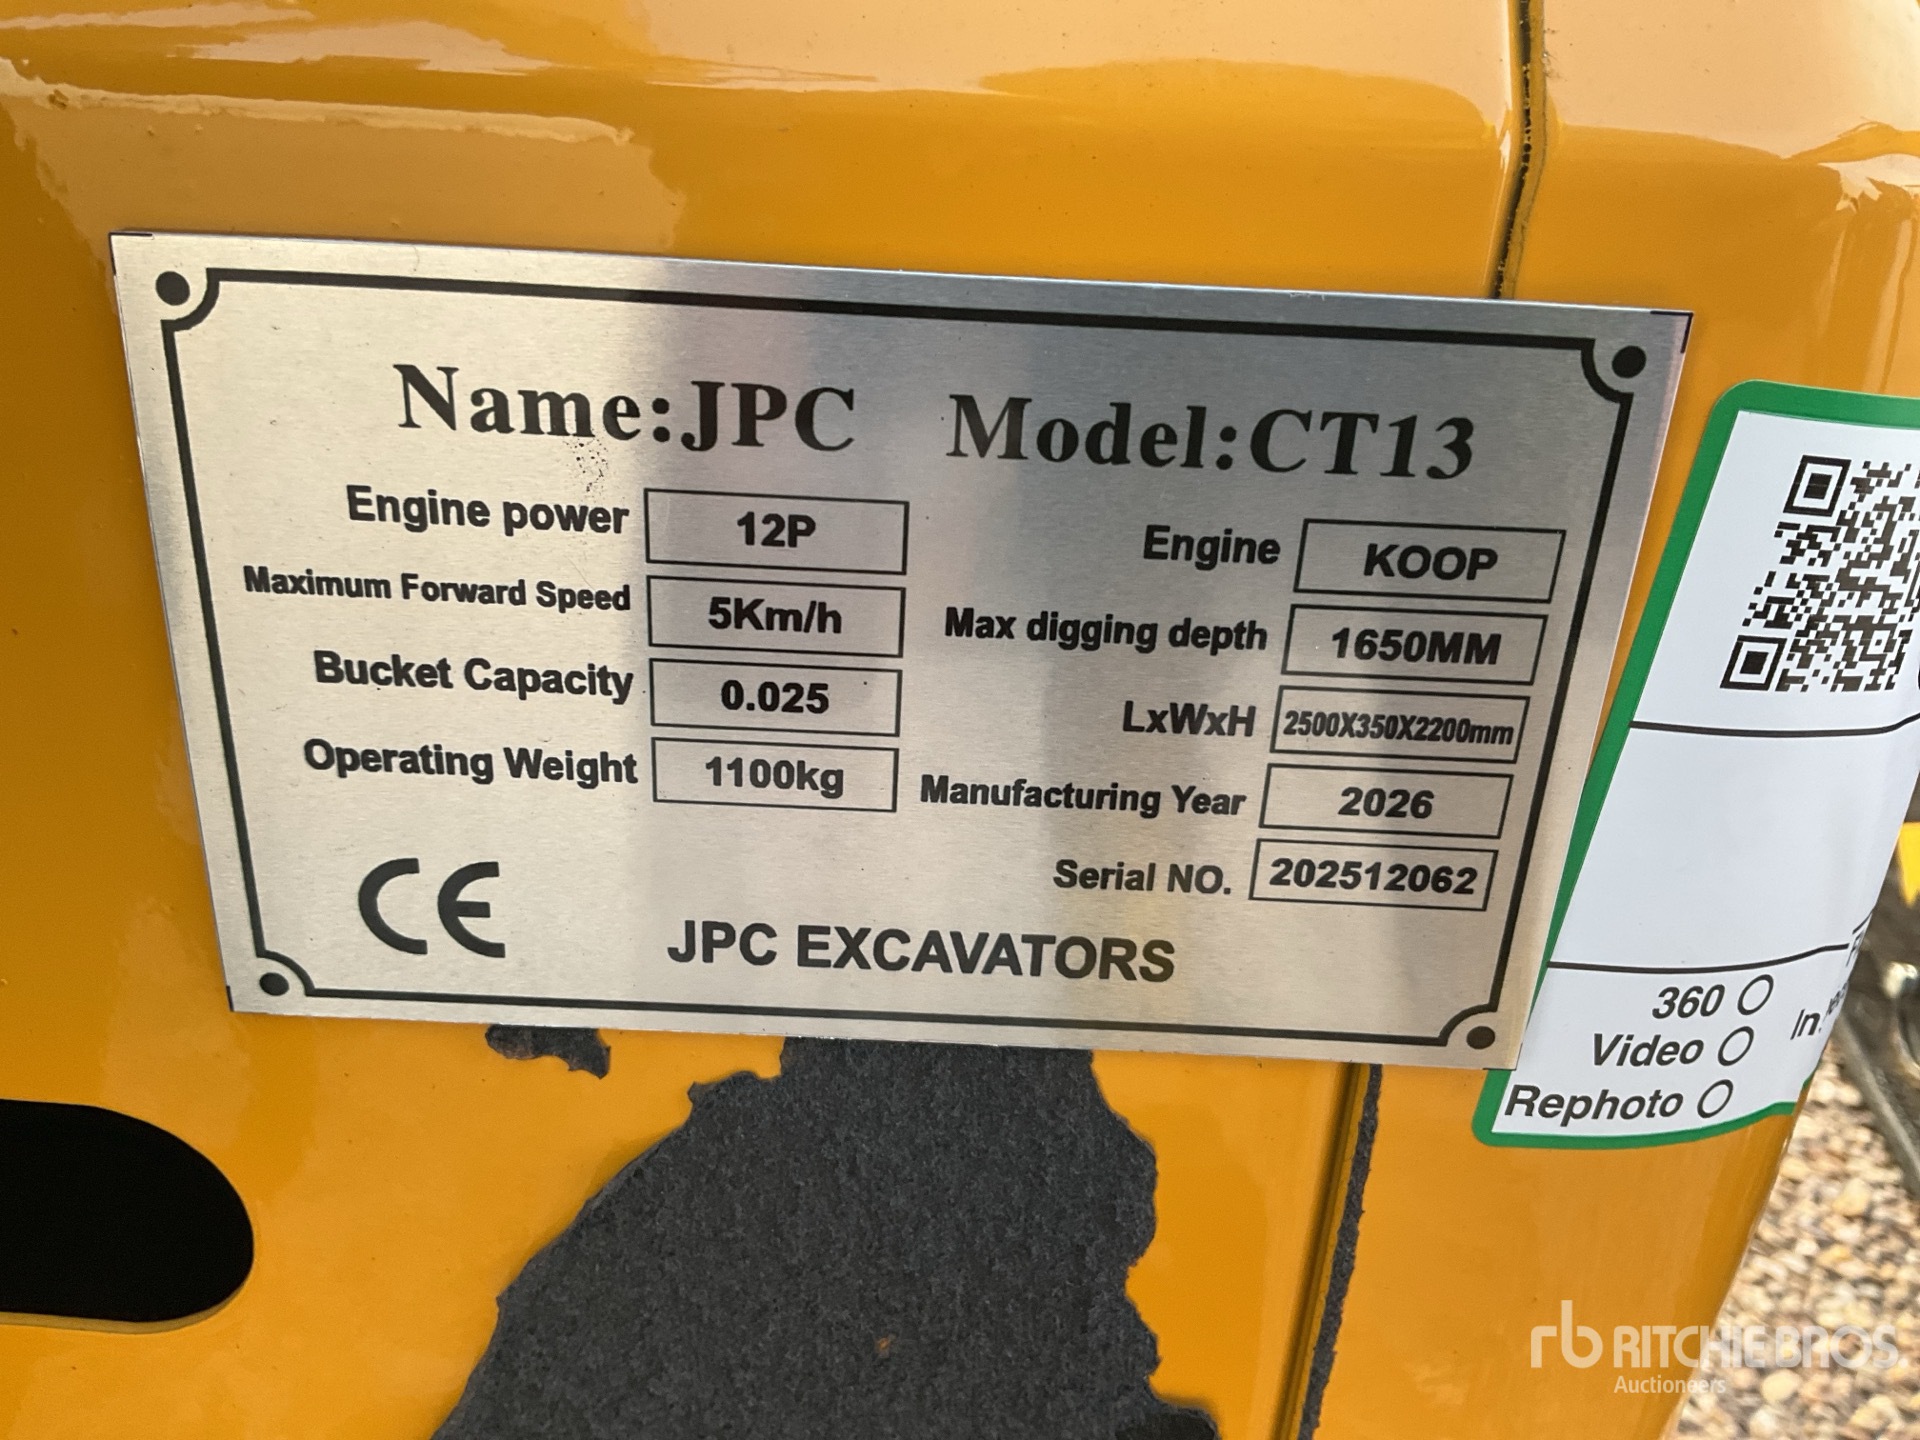 Name:JPC Model:CT13
Engine power 12P
Engine KOOP
Maximum Forward Speed 5Km/h
Max digging depth 1650MM
Bucket Capacity 0.025
LxWxH 2500X350X2200mm
Operating Weight 1100kg
Manufacturing Year 2026
Serial NO. 202512062
CE
JPC EXCAVATORS
360
Video
Rephoto
rb RITCHIE BROS.
Auctioneers